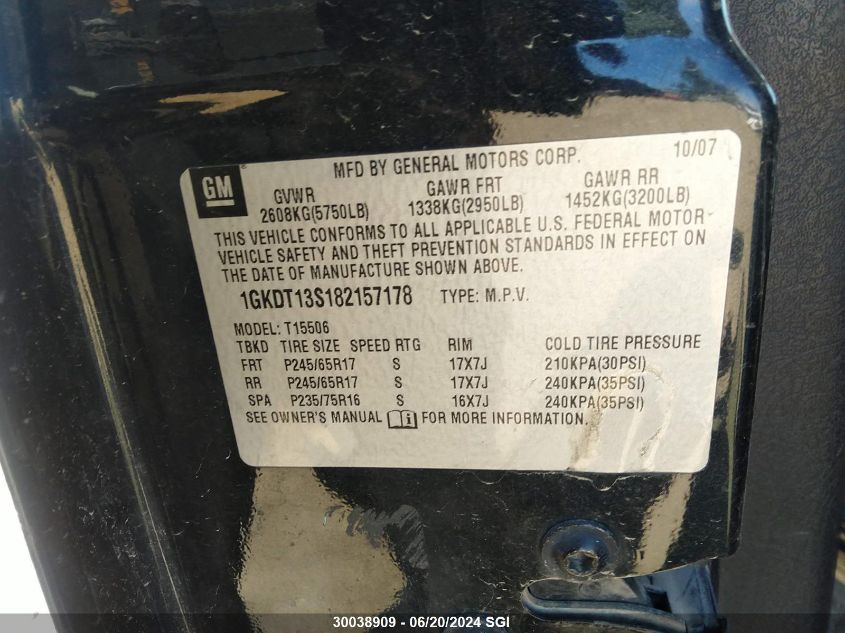 MFD BY GENERAL MOTORS CORP. 10/07
GM
GVWR GAWR FRT GAWR RR
2608KG(5750LB) 1338KG(2950LB) 1452KG(3200LB)
THIS VEHICLE CONFORMS TO ALL APPLICABLE U.S. FEDERAL MOTOR
VEHICLE SAFETY AND THEFT PREVENTION STANDARDS IN EFFECT ON
THE DATE OF MANUFACTURE SHOWN ABOVE.
1GKDT13S182157178 TYPE: M.P.V.
MODEL: T15506
TBKD TIRE SIZE SPEED RTG RIM COLD TIRE PRESSURE
FRT P245/65R17 S 17X7J 210KPA(30PSI)
RR P245/65R17 S 17X7J 240KPA(35PSI)
SPA P235/75R16 S 16X7J 240KPA(35PSI)
SEE OWNER'S MANUAL i FOR MORE INFORMATION.
30038909 - 06/20/2024 SGI